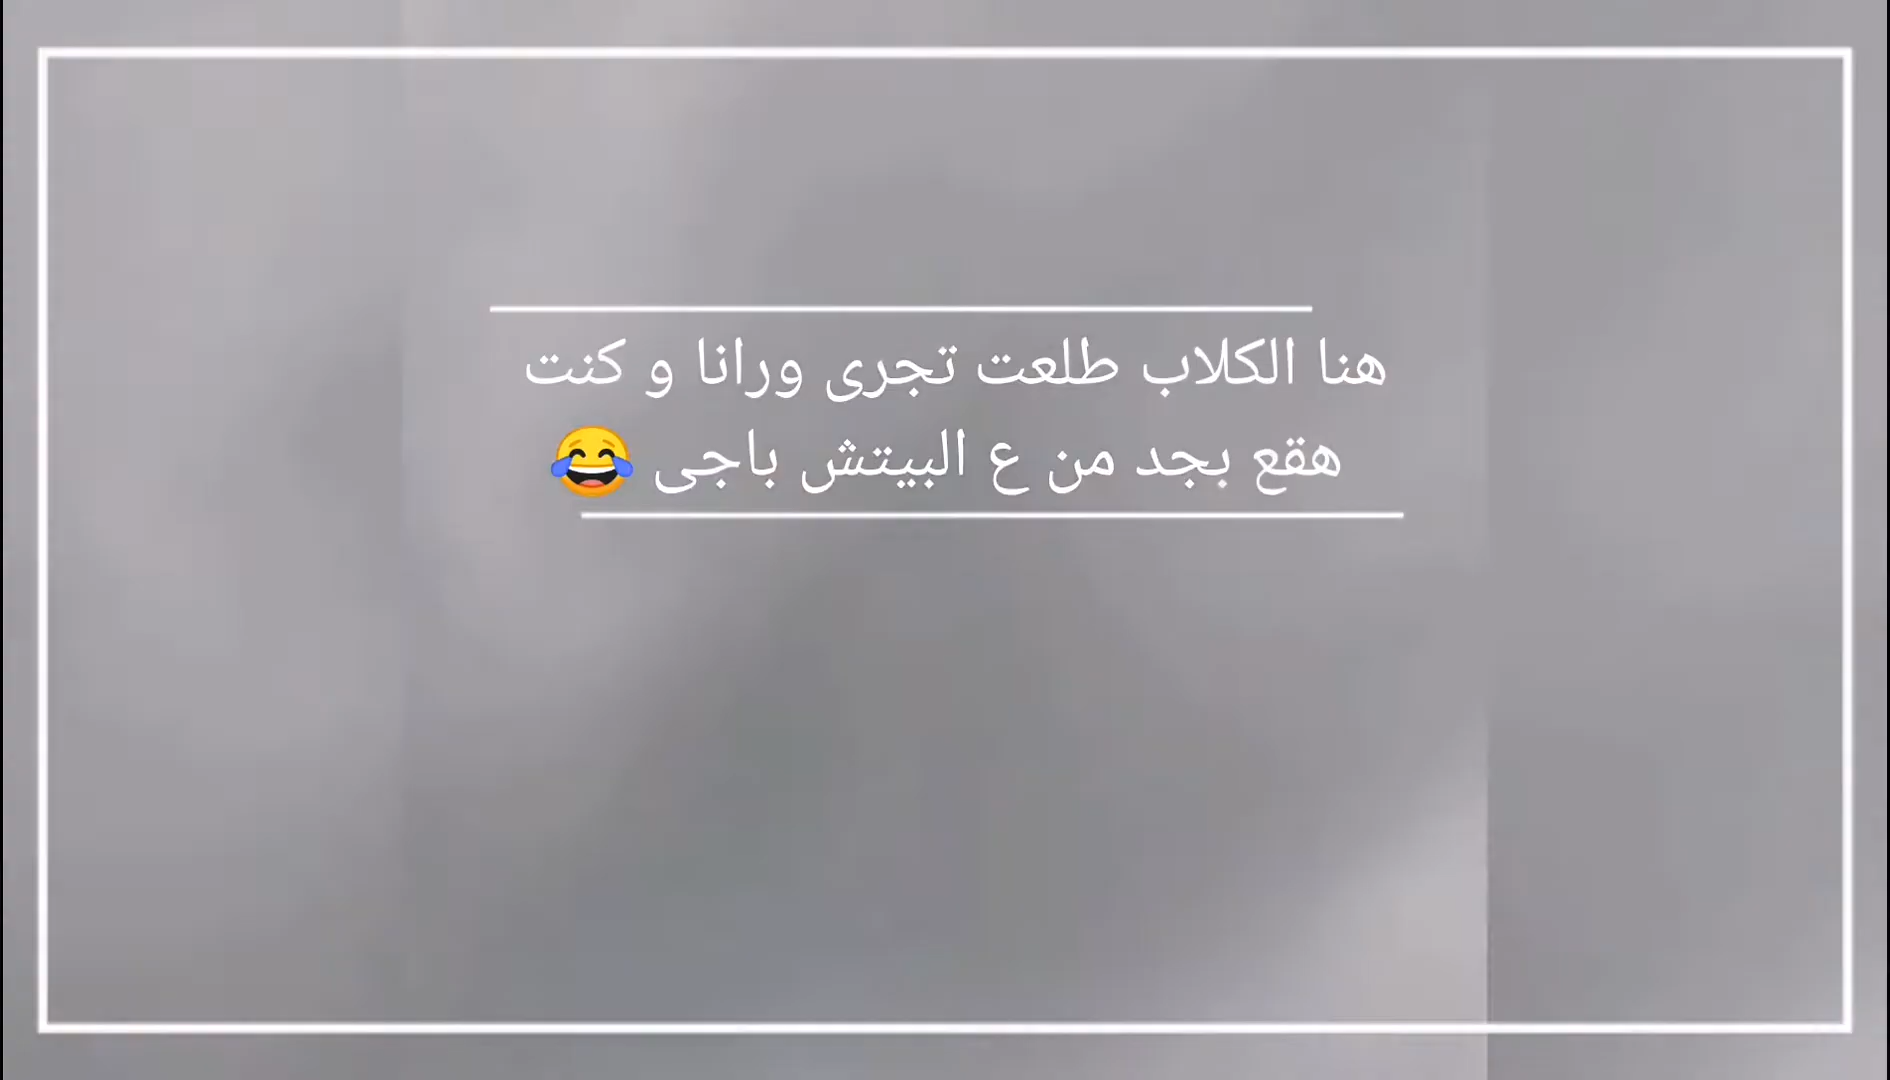 هنا الكلاب طلعت تجرى ورانا و كنت
هقع بجد من ع البيتش باجى 😂